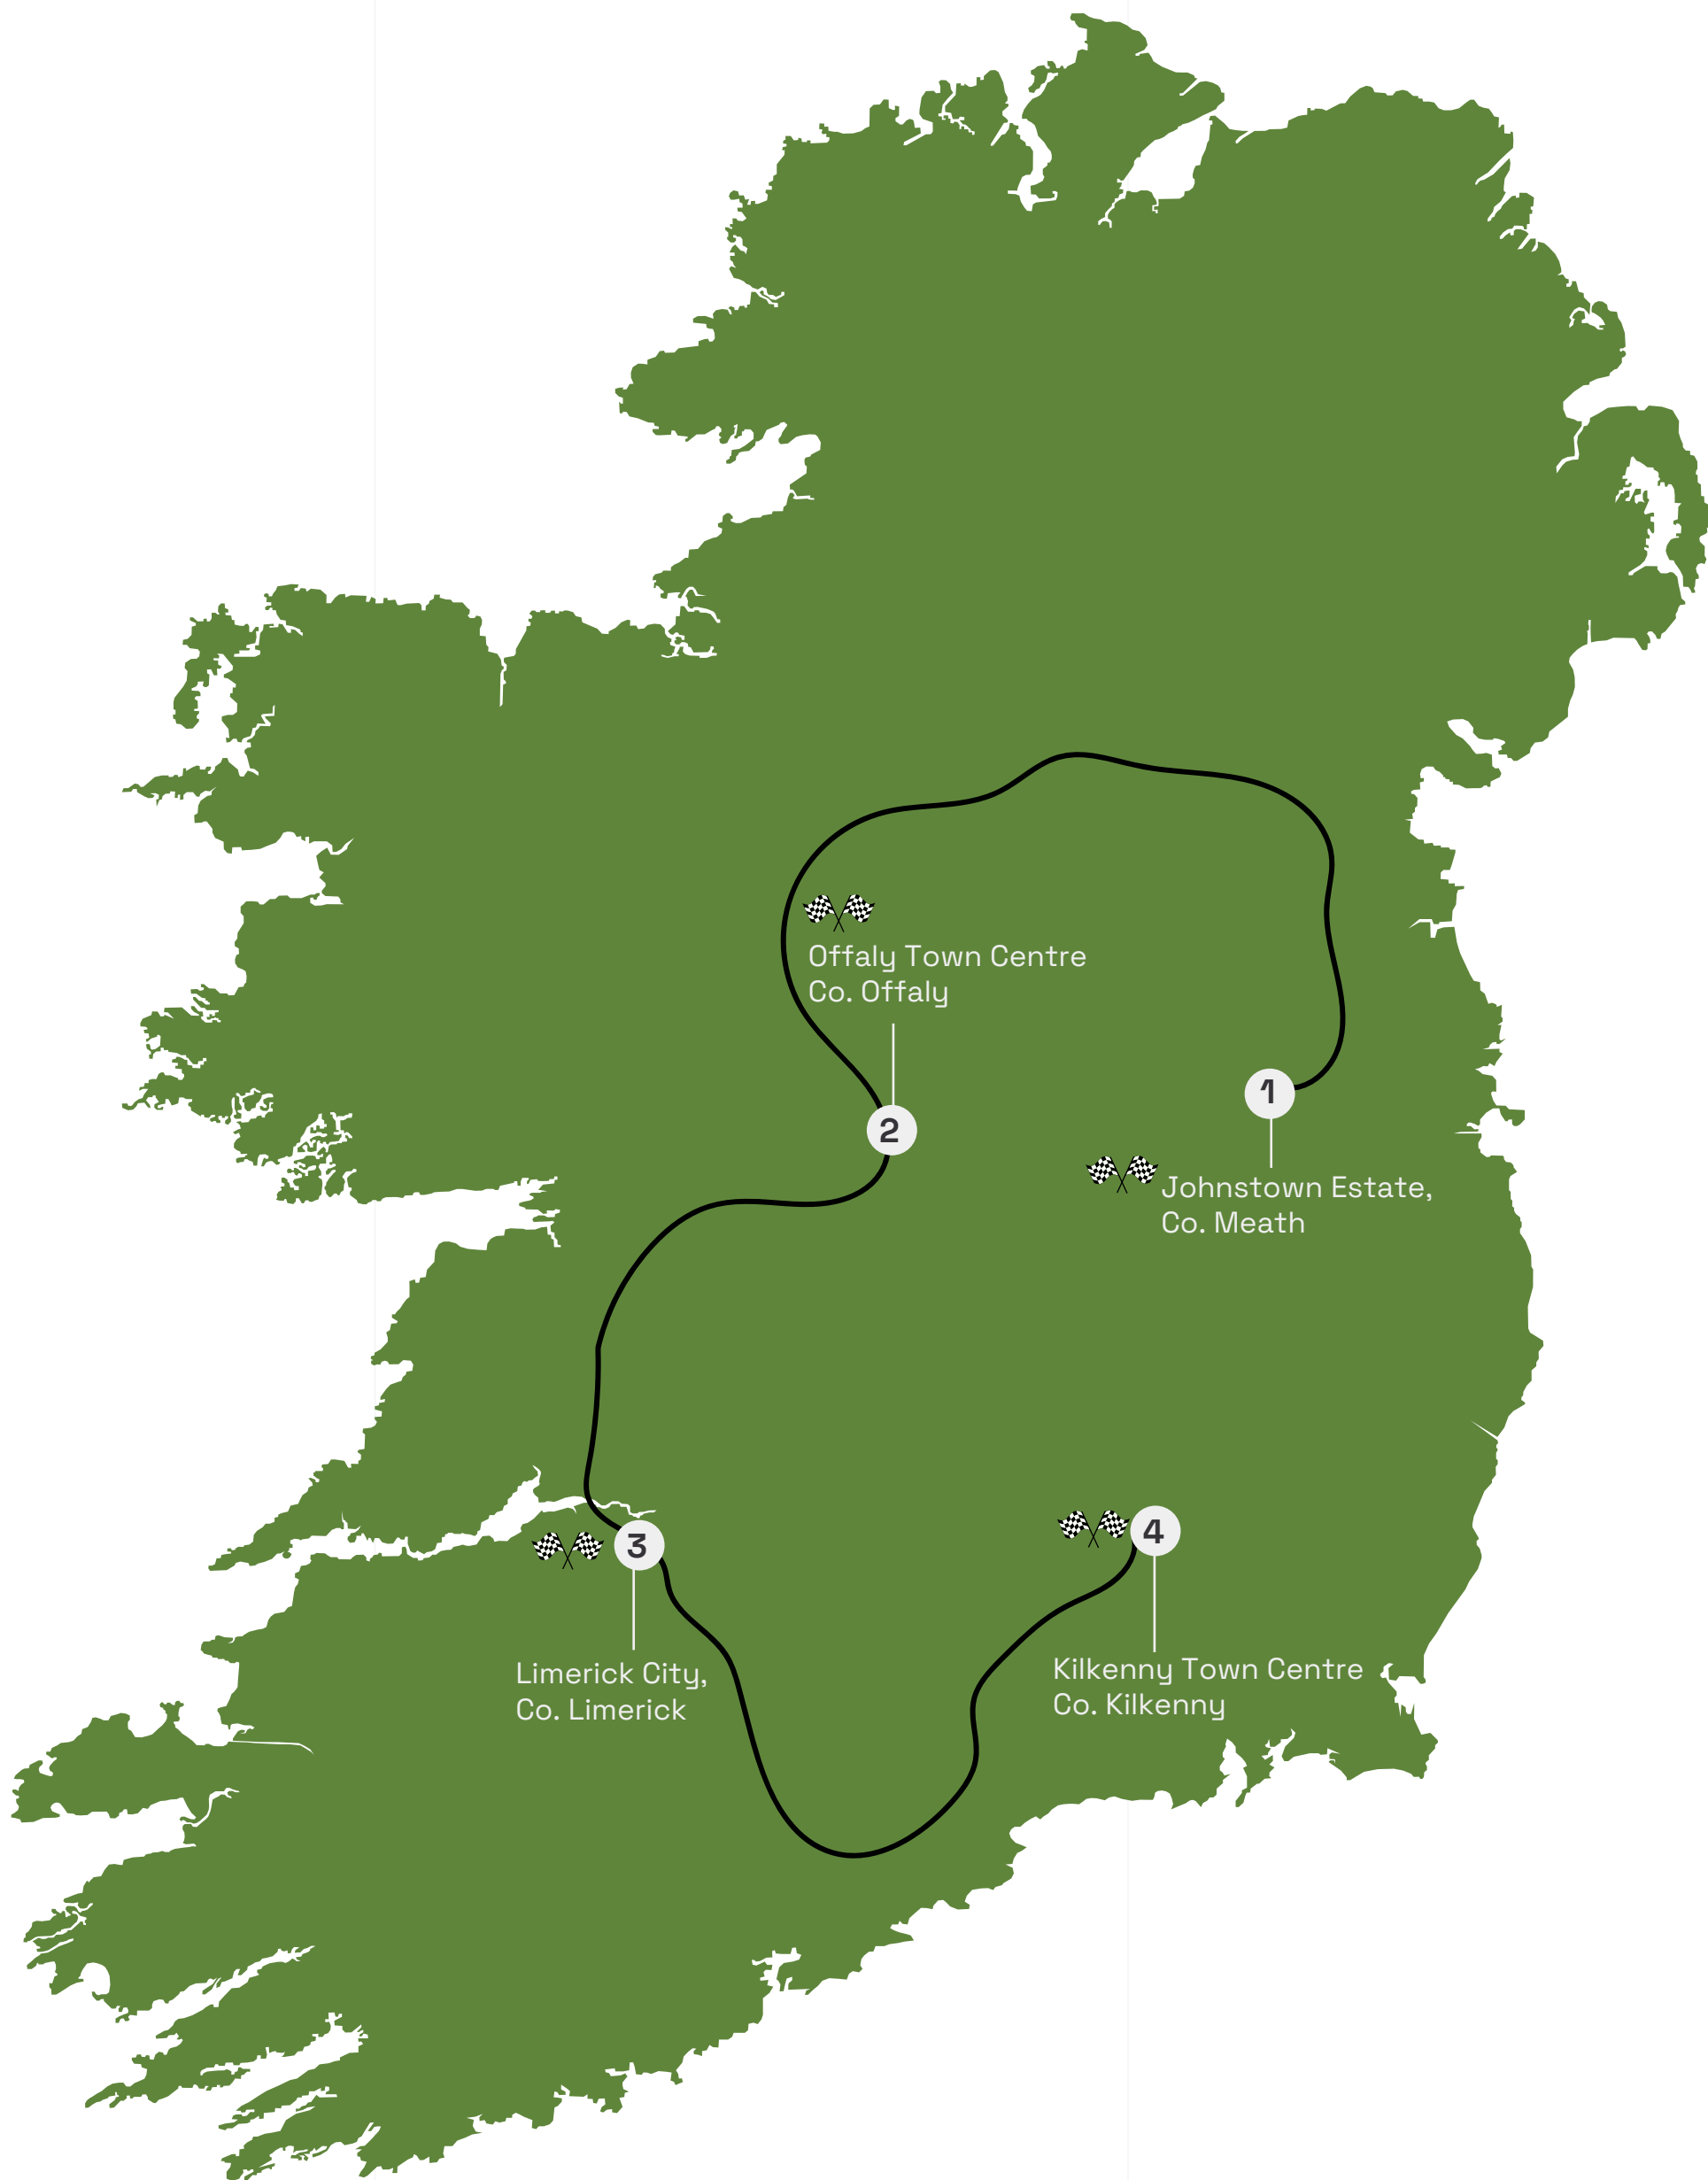 Offaly Town Centre
Co. Offaly
1
2
Johnstown Estate,
Co. Meath
4
3
Limerick City,
Co. Limerick
Kilkenny Town Centre
Co. Kilkenny